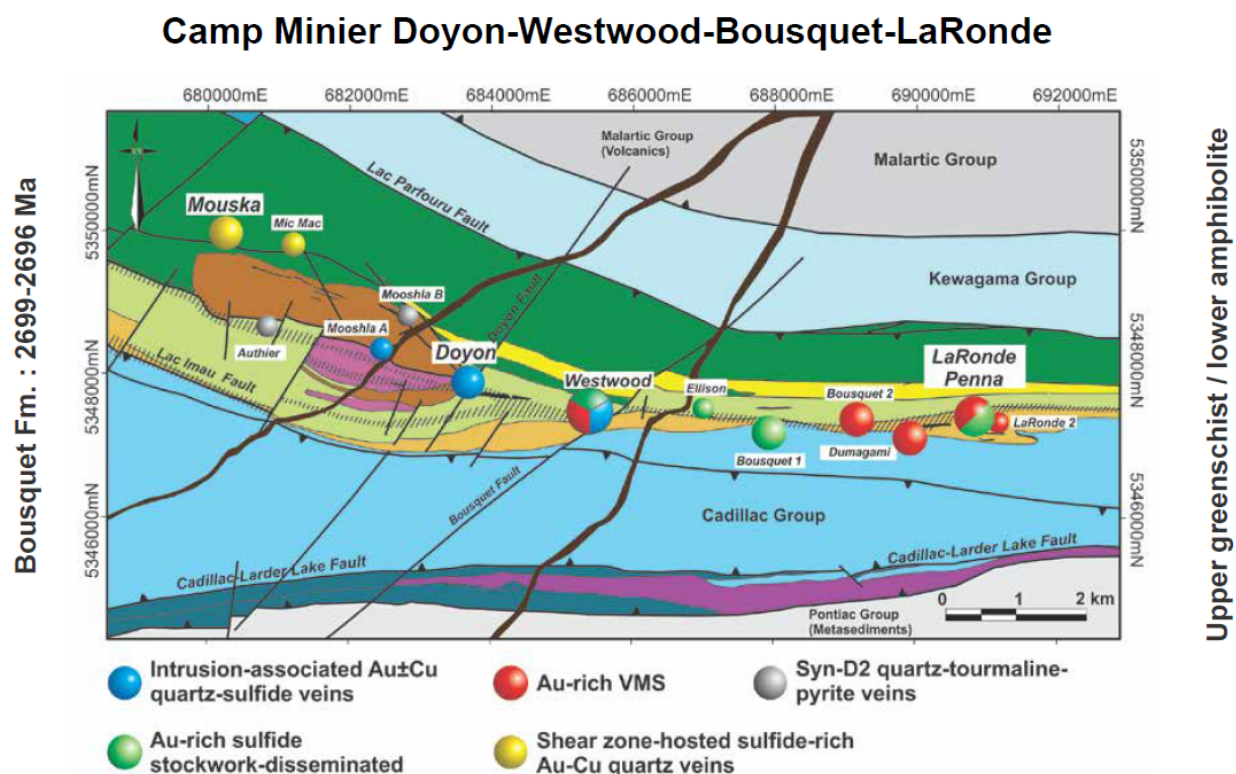 Camp Minier Doyon-Westwood-Bousquet-LaRonde
680000mE
682000mE
684000mE
686000mE
688000mE
690000mE
692000mE
Bousquet Fm. : 2699-2696 Ma
5350000mN
5348000mN
5346000mN
Malartic Group
(Volcanics)
Malartic Group
Lac Parfouru Fault
Kewagama Group
Mouska
Mic Mac
Mooshla B
Mooshla A
Authier
Doyon Fault
Doyon
Lac Imau Fault
Westwood
Ellison
Bousquet 2
LaRonde
Penna
LaRonde 2
Bousquet 1
Dumagami
Bousquet Fault
Cadillac Group
Cadillac-Larder Lake Fault
Cadillac-Larder Lake Fault
Pontiac Group
(Metasediments)
0 1 2 km
5350000mN
5348000mN
5346000mN
Upper greenschist / lower amphibolite
Intrusion-associated Au±Cu
quartz-sulfide veins
Au-rich VMS
Syn-D2 quartz-tourmaline-
pyrite veins
Au-rich sulfide
stockwork-disseminated
Shear zone-hosted sulfide-rich
Au-Cu quartz veins